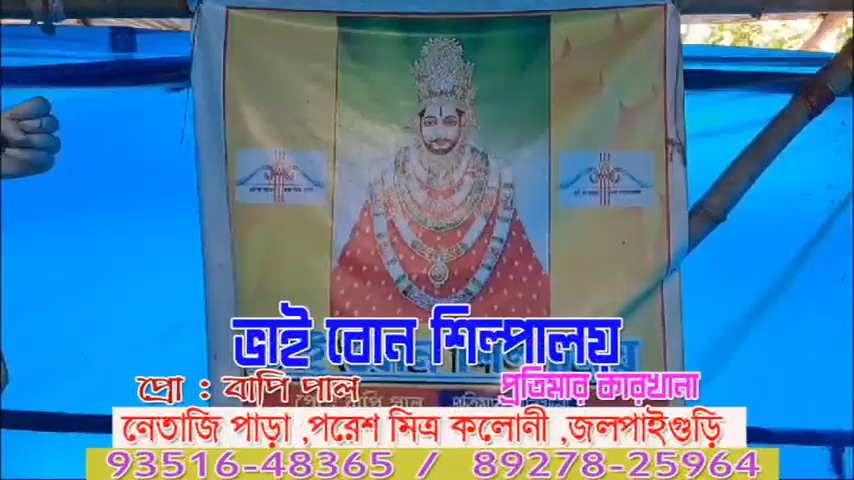 ভাই বোন শিল্পালয়
প্রো : বাপি পাল প্রতিমার কারখানা
নেতাজি পাড়া ,পরেশ মিত্র কলোনী ,জলপাইগুড়ি
93516-48365 / 89278-25964